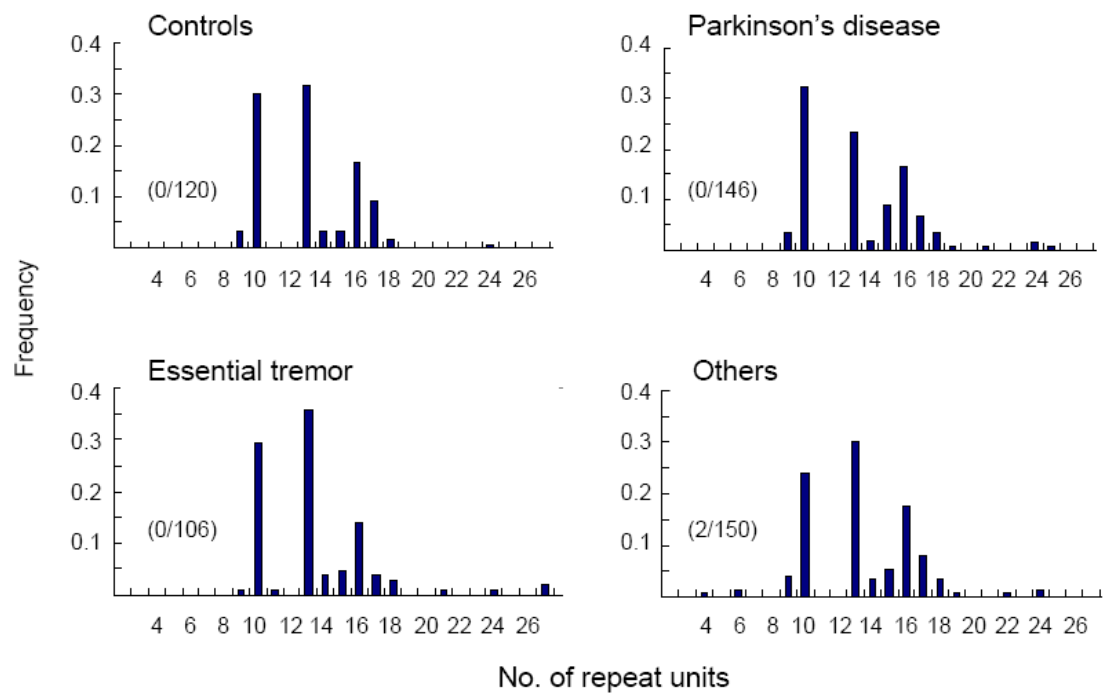 Controls
0.4
0.3
0.2
0.1
(0/120)
4 6 8 10 12 14 16 18 20 22 24 26
Parkinson's disease
0.4
0.3
0.2
0.1
(0/146)
4 6 8 10 12 14 16 18 20 22 24 26
Frequency
Essential tremor
0.4
0.3
0.2
0.1
(0/106)
4 6 8 10 12 14 16 18 20 22 24 26
Others
0.4
0.3
0.2
0.1
(2/150)
4 6 8 10 12 14 16 18 20 22 24 26
No. of repeat units